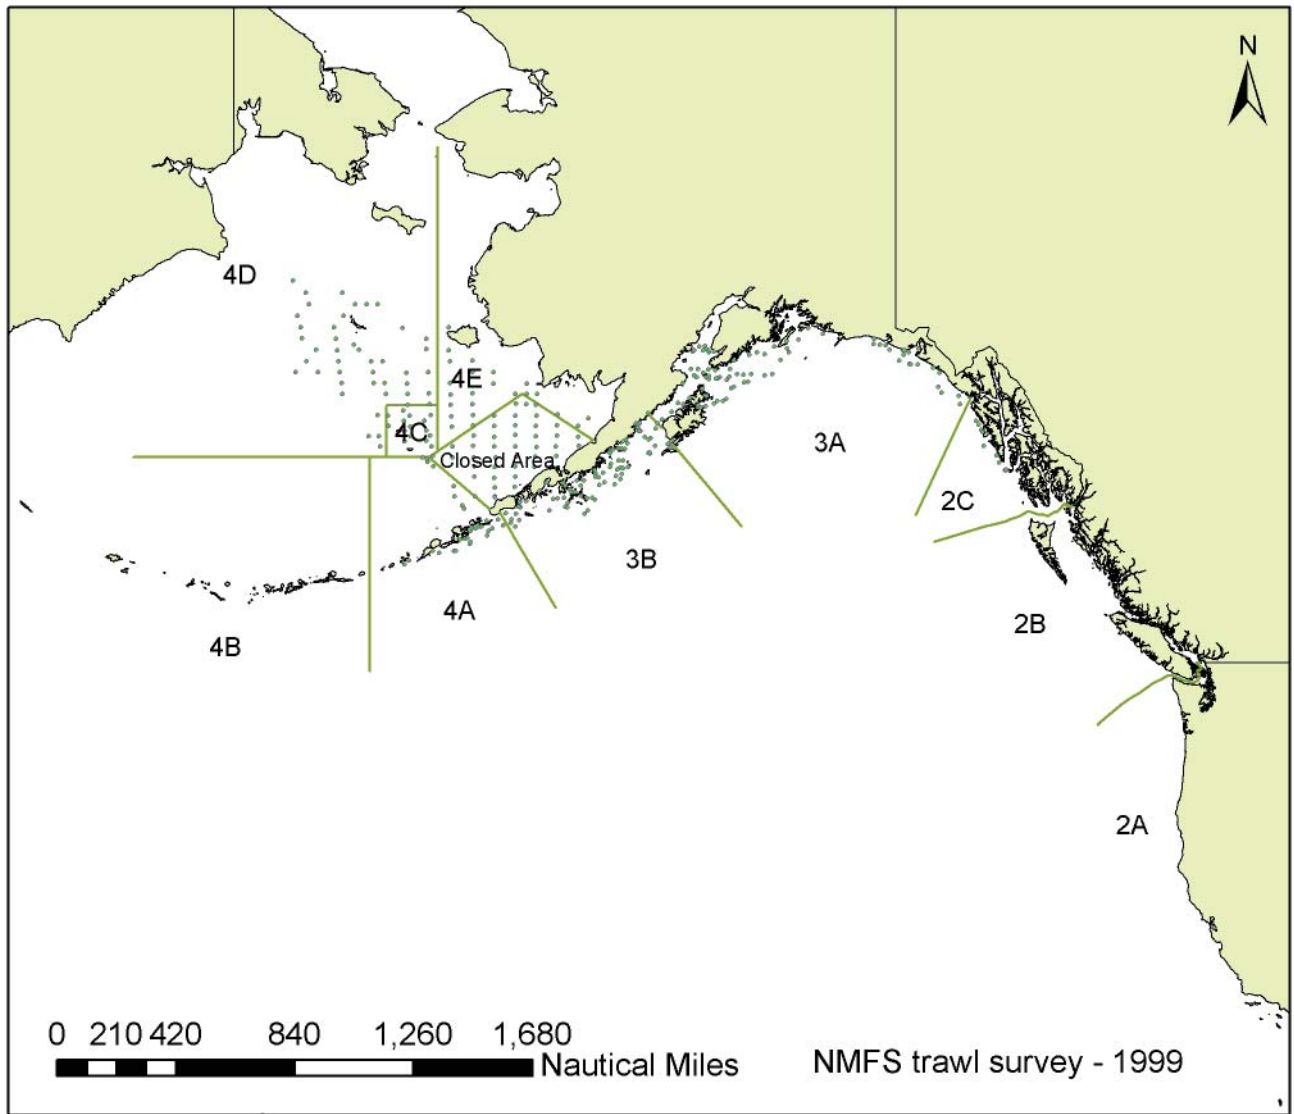 N
4D
4E
4C
Closed Area
3A
2C
3B
4A
2B
4B
2A
0 210 420 840 1,260 1,680
Nautical Miles
NMFS trawl survey - 1999